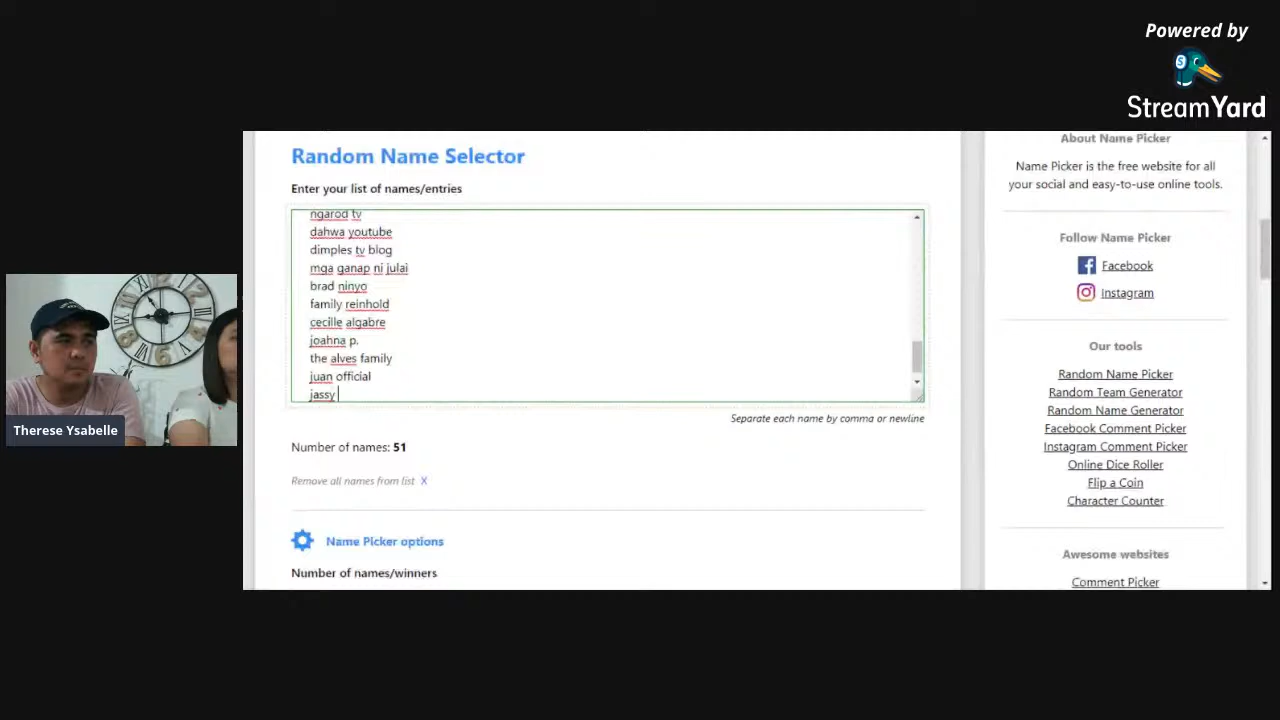 Powered by
StreamYard
Random Name Selector
Enter your list of names/entries
ngarod tv
dahwa youtube
dimples tv blog
mga ganap ni julai
brad ninyo
family reinhold
cecille algabre
joahna p.
the alves family
juan official
jassy
Separate each name by comma or newline
Number of names: 51
Remove all names from list X
Name Picker options
Number of names/winners
About Name Picker
Name Picker is the free website for all
your social and easy-to-use online tools.
Follow Name Picker
Facebook
Instagram
Our tools
Random Name Picker
Random Team Generator
Random Name Generator
Facebook Comment Picker
Instagram Comment Picker
Online Dice Roller
Flip a Coin
Character Counter
Awesome websites
Comment Picker
Therese Ysabelle